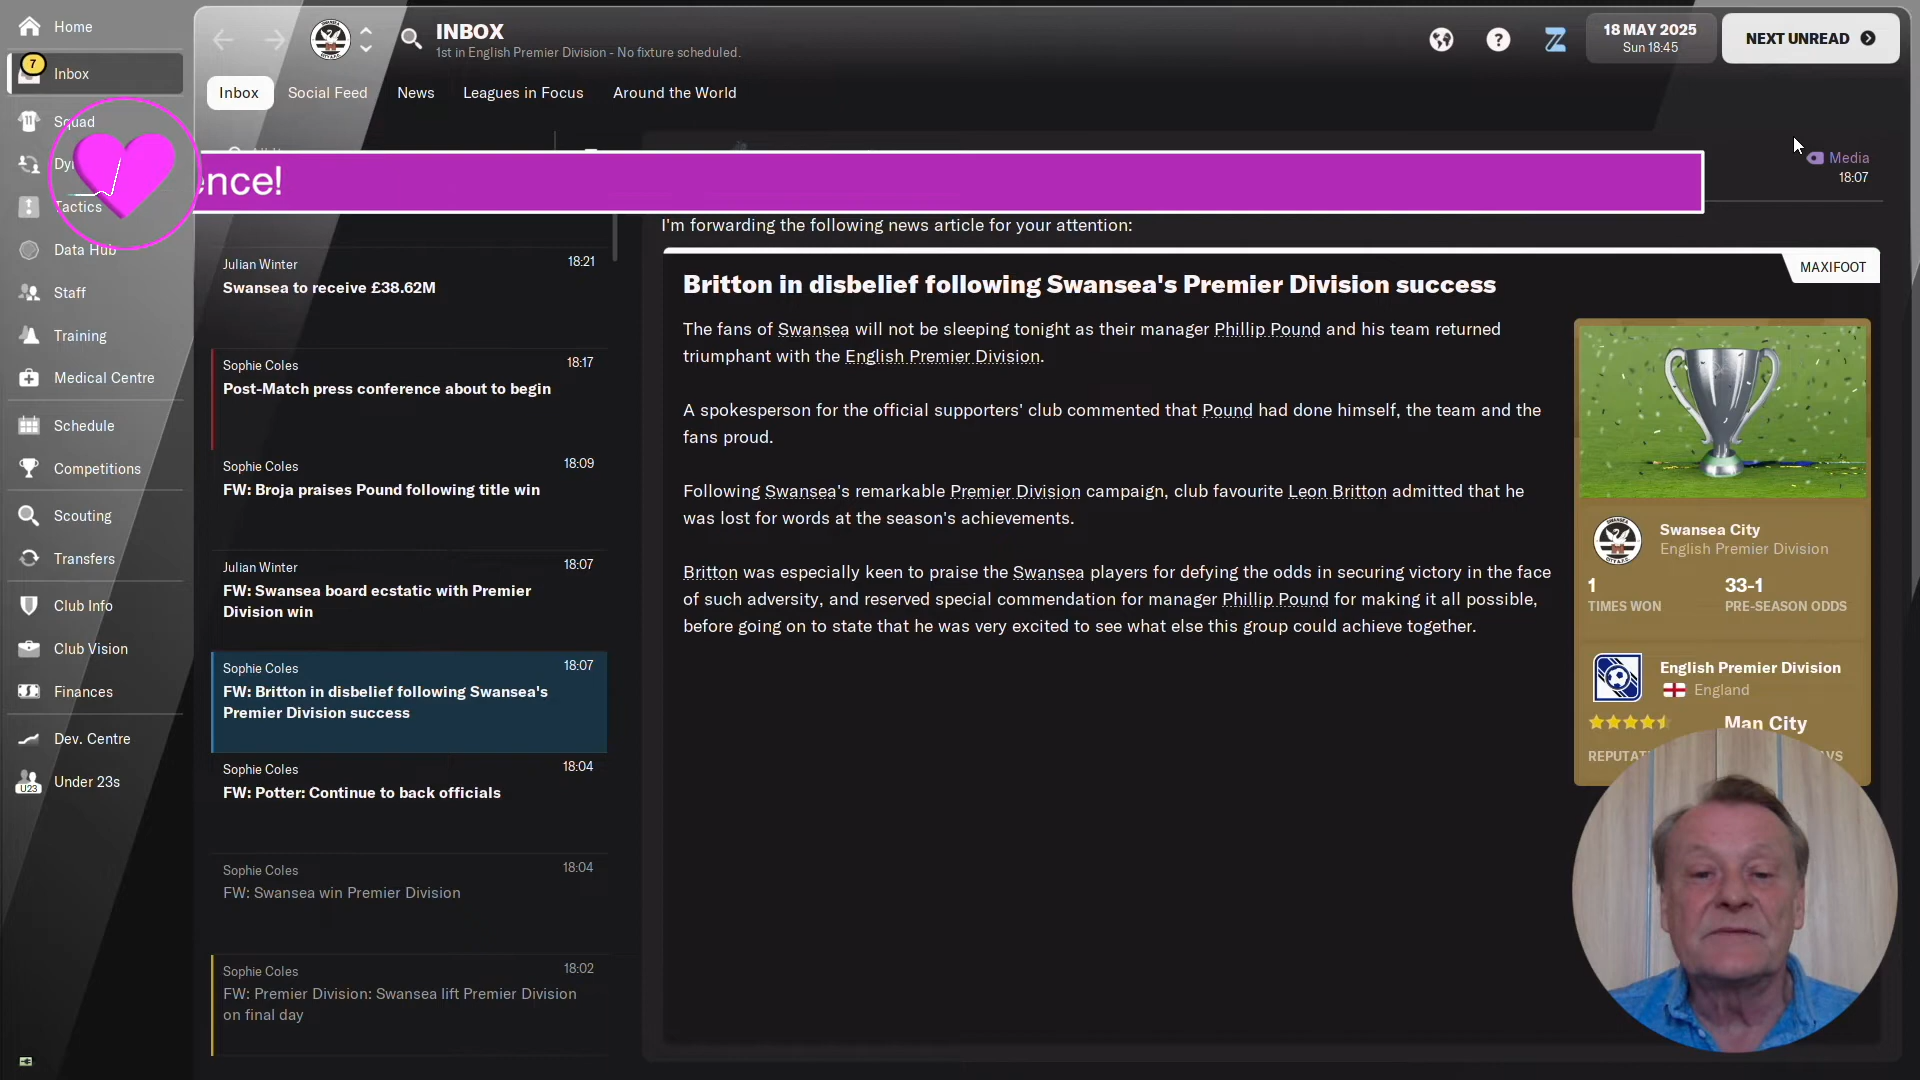 Home
7
Inbox
Squad
Tactics
Data Hub
Staff
Training
Medical Centre
Schedule
Competitions
Scouting
Transfers
Club Info
Club Vision
Finances
Dev. Centre
U23
Under 23s
INBOX
1st in English Premier Division - No fixture scheduled.
?
18 MAY 2025
Sun 18:45
NEXT UNREAD
Inbox
Social Feed
News
Leagues in Focus
Around the World
ence!
Media
18:07
Julian Winter
18:21
Swansea to receive £38.62M
Sophie Coles
18:17
Post-Match press conference about to begin
Sophie Coles
18:09
FW: Broja praises Pound following title win
Julian Winter
18:07
FW: Swansea board ecstatic with Premier
Division win
Sophie Coles
18:07
FW: Britton in disbelief following Swansea's
Premier Division success
Sophie Coles
18:04
FW: Potter: Continue to back officials
Sophie Coles
18:04
FW: Swansea win Premier Division
Sophie Coles
18:02
FW: Premier Division: Swansea lift Premier Division
on final day
I'm forwarding the following news article for your attention:
MAXIFOOT
Britton in disbelief following Swansea's Premier Division success
The fans of Swansea will not be sleeping tonight as their manager Phillip Pound and his team returned
triumphant with the English Premier Division.
A spokesperson for the official supporters' club commented that Pound had done himself, the team and the
fans proud.
Following Swansea's remarkable Premier Division campaign, club favourite Leon Britton admitted that he
was lost for words at the season's achievements.
Britton was especially keen to praise the Swansea players for defying the odds in securing victory in the face
of such adversity, and reserved special commendation for manager Phillip Pound for making it all possible,
before going on to state that he was very excited to see what else this group could achieve together.
Swansea City
English Premier Division
1
TIMES WON
33-1
PRE-SEASON ODDS
English Premier Division
England
Man City